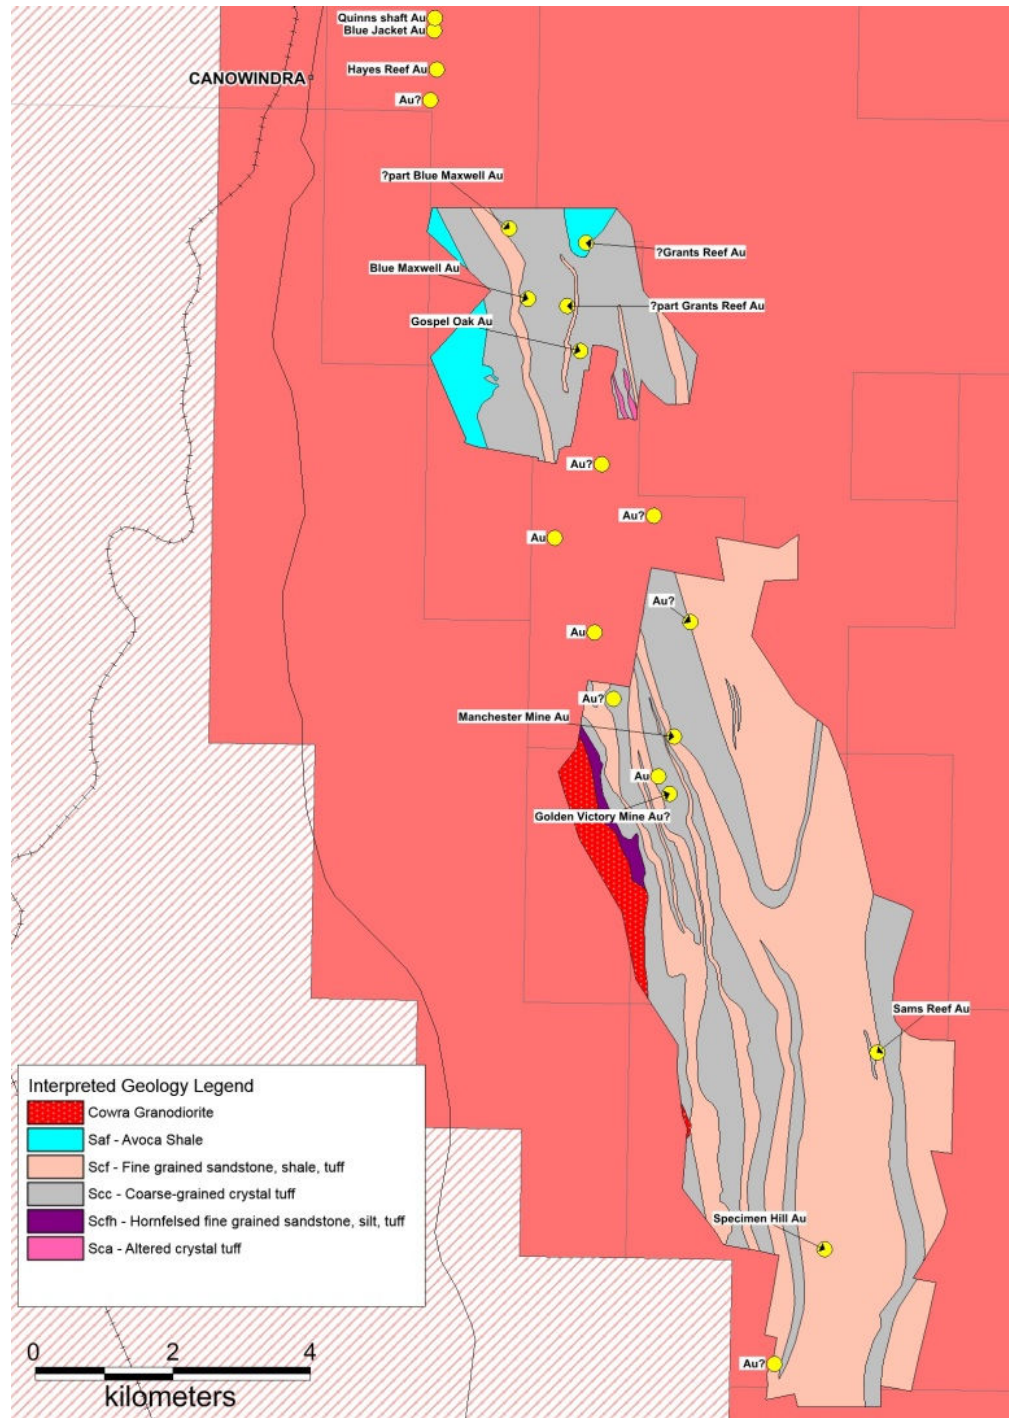 Quinns shaft Au
Blue Jacket Au
CANOWINDRA
Hayes Reef Au
Au?
?part Blue Maxwell Au
?Grants Reef Au
Blue Maxwell Au
?part Grants Reef Au
Gospel Oak Au
Au?
Au?
Au
Au?
Au
Au?
Manchester Mine Au
Au
Golden Victory Mine Au?
Sams Reef Au
Interpreted Geology Legend
Cowra Granodiorite
Saf - Avoca Shale
Scf - Fine grained sandstone, shale, tuff
Scc - Coarse-grained crystal tuff
Scfh - Hornfelsed fine grained sandstone, silt, tuff
Sca - Altered crystal tuff
Specimen Hill Au
Au?
0 2 4
kilometers